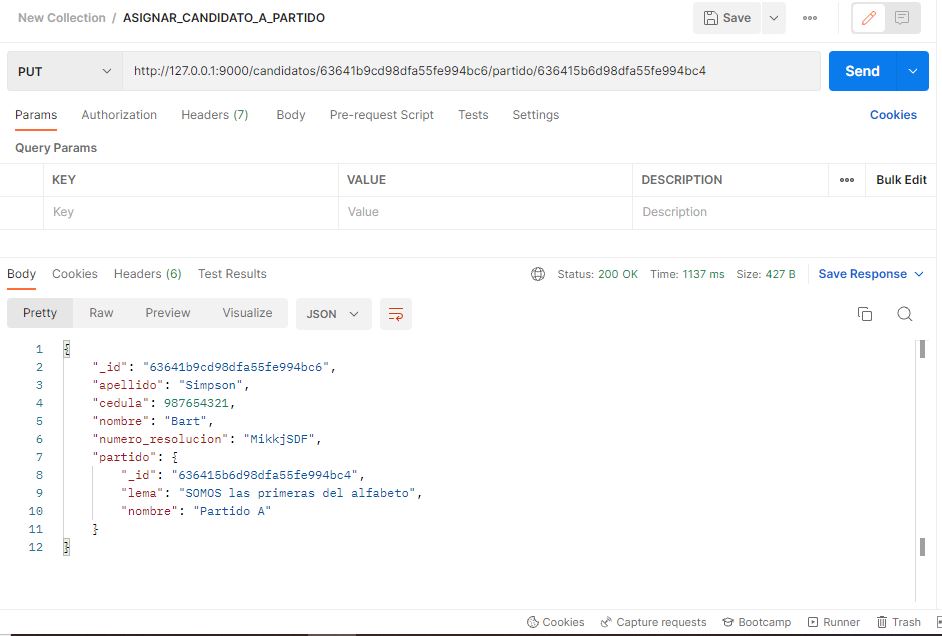 New Collection / ASIGNAR_CANDIDATO_A_PARTIDO
Save
PUT
http://127.0.0.1:9000/candidatos/63641b9cd98dfa55fe994bc6/partido/636415b6d98dfa55fe994bc4
Send
Params Authorization Headers (7) Body Pre-request Script Tests Settings Cookies
Query Params
KEY VALUE DESCRIPTION Bulk Edit
Key Value Description
Body Cookies Headers (6) Test Results Status: 200 OK Time: 1137 ms Size: 427 B Save Response
Pretty Raw Preview Visualize JSON
1 {
2 "_id": "63641b9cd98dfa55fe994bc6",
3 "apellido": "Simpson",
4 "cedula": 987654321,
5 "nombre": "Bart",
6 "numero_resolucion": "MikkjSDF",
7 "partido": {
8 "_id": "636415b6d98dfa55fe994bc4",
9 "lema": "SOMOS las primeras del alfabeto",
10 "nombre": "Partido A"
11 }
12 }
Cookies Capture requests Bootcamp Runner Trash